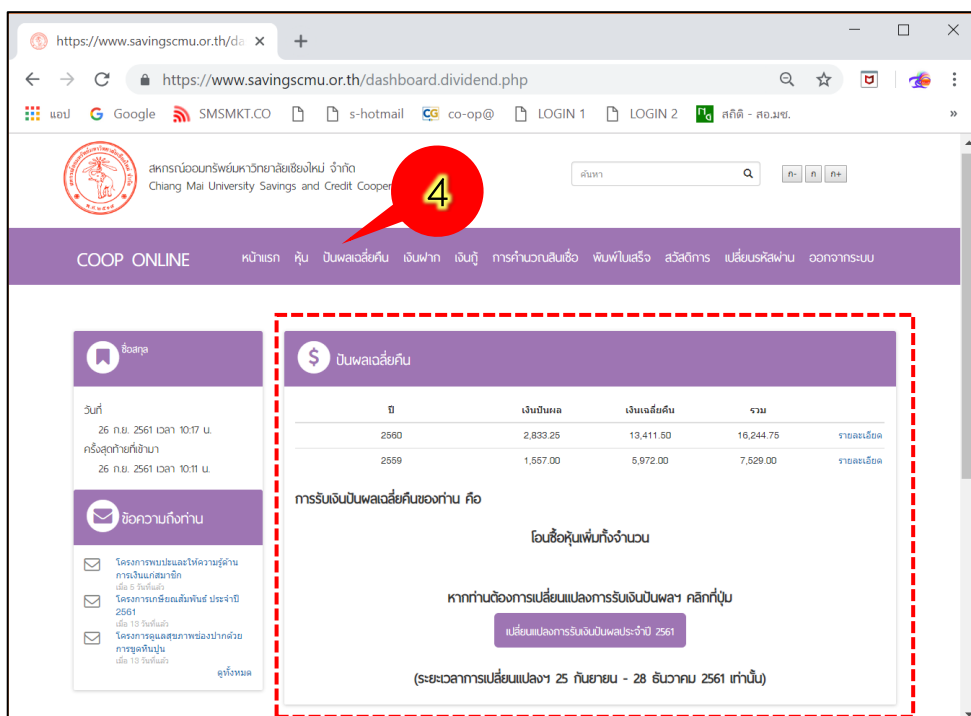 https://www.savingscmu.or.th/da
https://www.savingscmu.or.th/dashboard.dividend.php
แอป Google SMSMKT.CO s-hotmail co-op@ LOGIN 1 LOGIN 2 สถิติ - สอ.มช. »
สหกรณ์ออมทรัพย์มหาวิทยาลัยเชียงใหม่ จำกัด
Chiang Mai University Savings and Credit Cooper
ค้นหา
ก- ก ก+
4
COOP ONLINE หน้าแรก หุ้น ปันผลเฉลี่ยคืน เงินฝาก เงินกู้ การคำนวณสินเชื่อ พิมพ์ใบเสร็จ สวัสดิการ เปลี่ยนรหัสผ่าน ออกจากระบบ
ชื่อสกุล
วันที่
26 ก.ย. 2561 เวลา 10:17 น.
ครั้งสุดท้ายที่เข้ามา
26 ก.ย. 2561 เวลา 10:11 น.
ข้อความถึงท่าน
โครงการพบปะและให้ความรู้ด้าน
การเงินแก่สมาชิก
เมื่อ 5 วันที่แล้ว
โครงการเกษียณสัมพันธ์ ประจำปี
2561
เมื่อ 13 วันที่แล้ว
โครงการดูแลสุขภาพช่องปากด้วย
การขูดหินปูน
เมื่อ 13 วันที่แล้ว
ดูทั้งหมด
$ ปันผลเฉลี่ยคืน
ปี เงินปันผล เงินเฉลี่ยคืน รวม
2560 2,833.25 13,411.50 16,244.75 รายละเอียด
2559 1,557.00 5,972.00 7,529.00 รายละเอียด
การรับเงินปันผลเฉลี่ยคืนของท่าน คือ
โอนซื้อหุ้นเพิ่มทั้งจำนวน
หากท่านต้องการเปลี่ยนแปลงการรับเงินปันผลฯ คลิกที่ปุ่ม
เปลี่ยนแปลงการรับเงินปันผลประจำปี 2561
(ระยะเวลาการเปลี่ยนแปลงฯ 25 กันยายน - 28 ธันวาคม 2561 เท่านั้น)